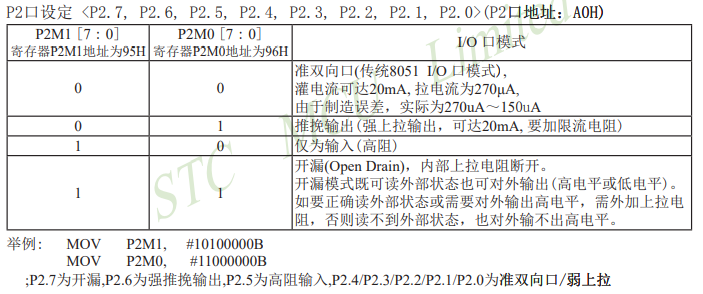 P2口设定 <P2.7, P2.6, P2.5, P2.4, P2.3, P2.2, P2.1, P2.0>(P2口地址：A0H)
P2M1 [7 : 0]
寄存器P2M1地址为95H
P2M0 [7 : 0]
寄存器P2M0地址为96H
I/O 口模式
0
0
准双向口(传统8051 I/O 口模式),
灌电流可达20mA, 拉电流为270μA,
由于制造误差，实际为270uA～150uA
0
1
推挽输出(强上拉输出，可达20mA, 要加限流电阻)
1
0
仅为输入(高阻)
1
1
开漏(Open Drain)，内部上拉电阻断开。
开漏模式既可读外部状态也可对外输出(高电平或低电平)。
如要正确读外部状态或需要对外输出高电平，需外加上拉电
阻，否则读不到外部状态，也对外输不出高电平。
举例: MOV P2M1, #10100000B
MOV P2M0, #11000000B
;P2.7为开漏,P2.6为强推挽输出,P2.5为高阻输入,P2.4/P2.3/P2.2/P2.1/P2.0为准双向口/弱上拉
STC MCU Limited